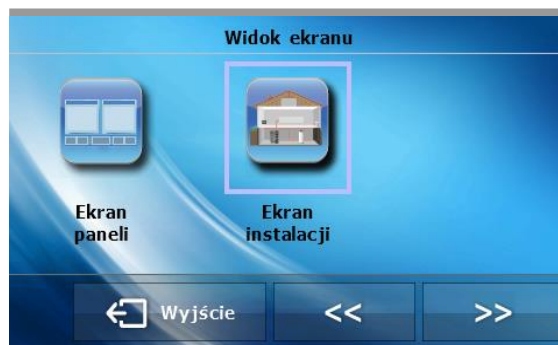 Widok ekranu
Ekran
paneli
Ekran
instalacji
Wyjście
<<
>>